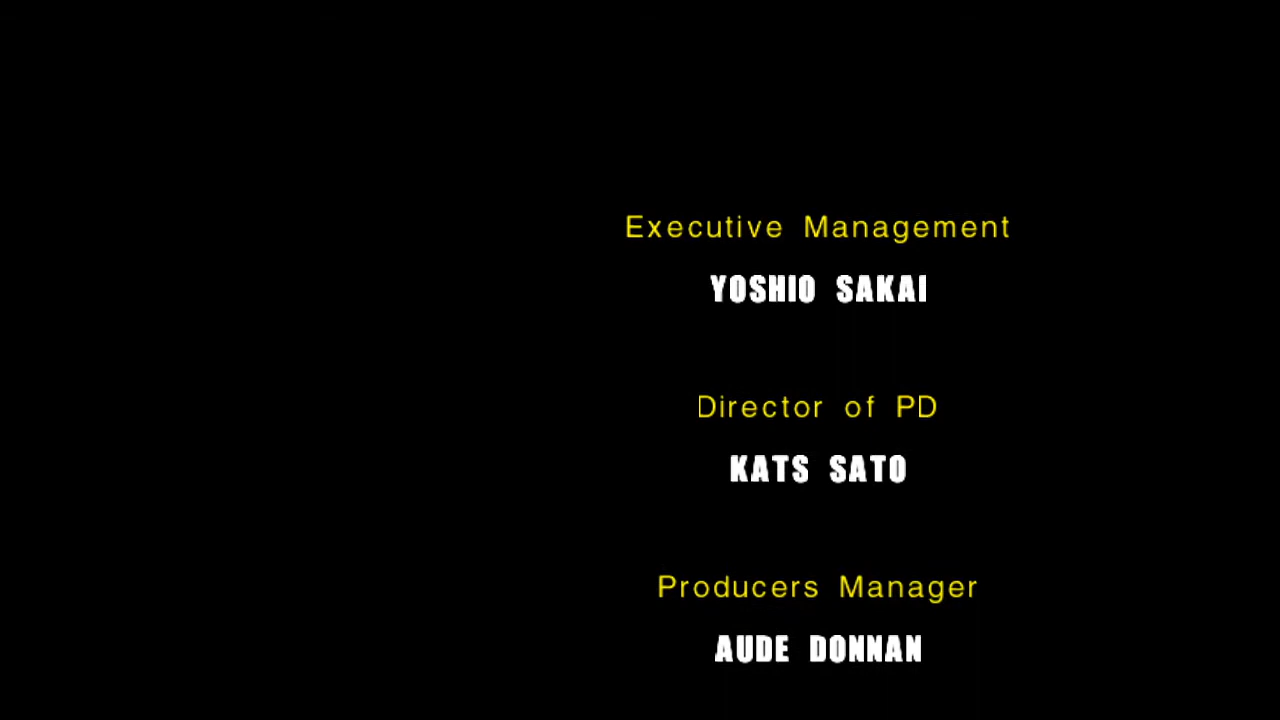 Executive Management
YOSHIO SAKAI
Director of PD
KATS SATO
Producers Manager
AUDE DONNAN